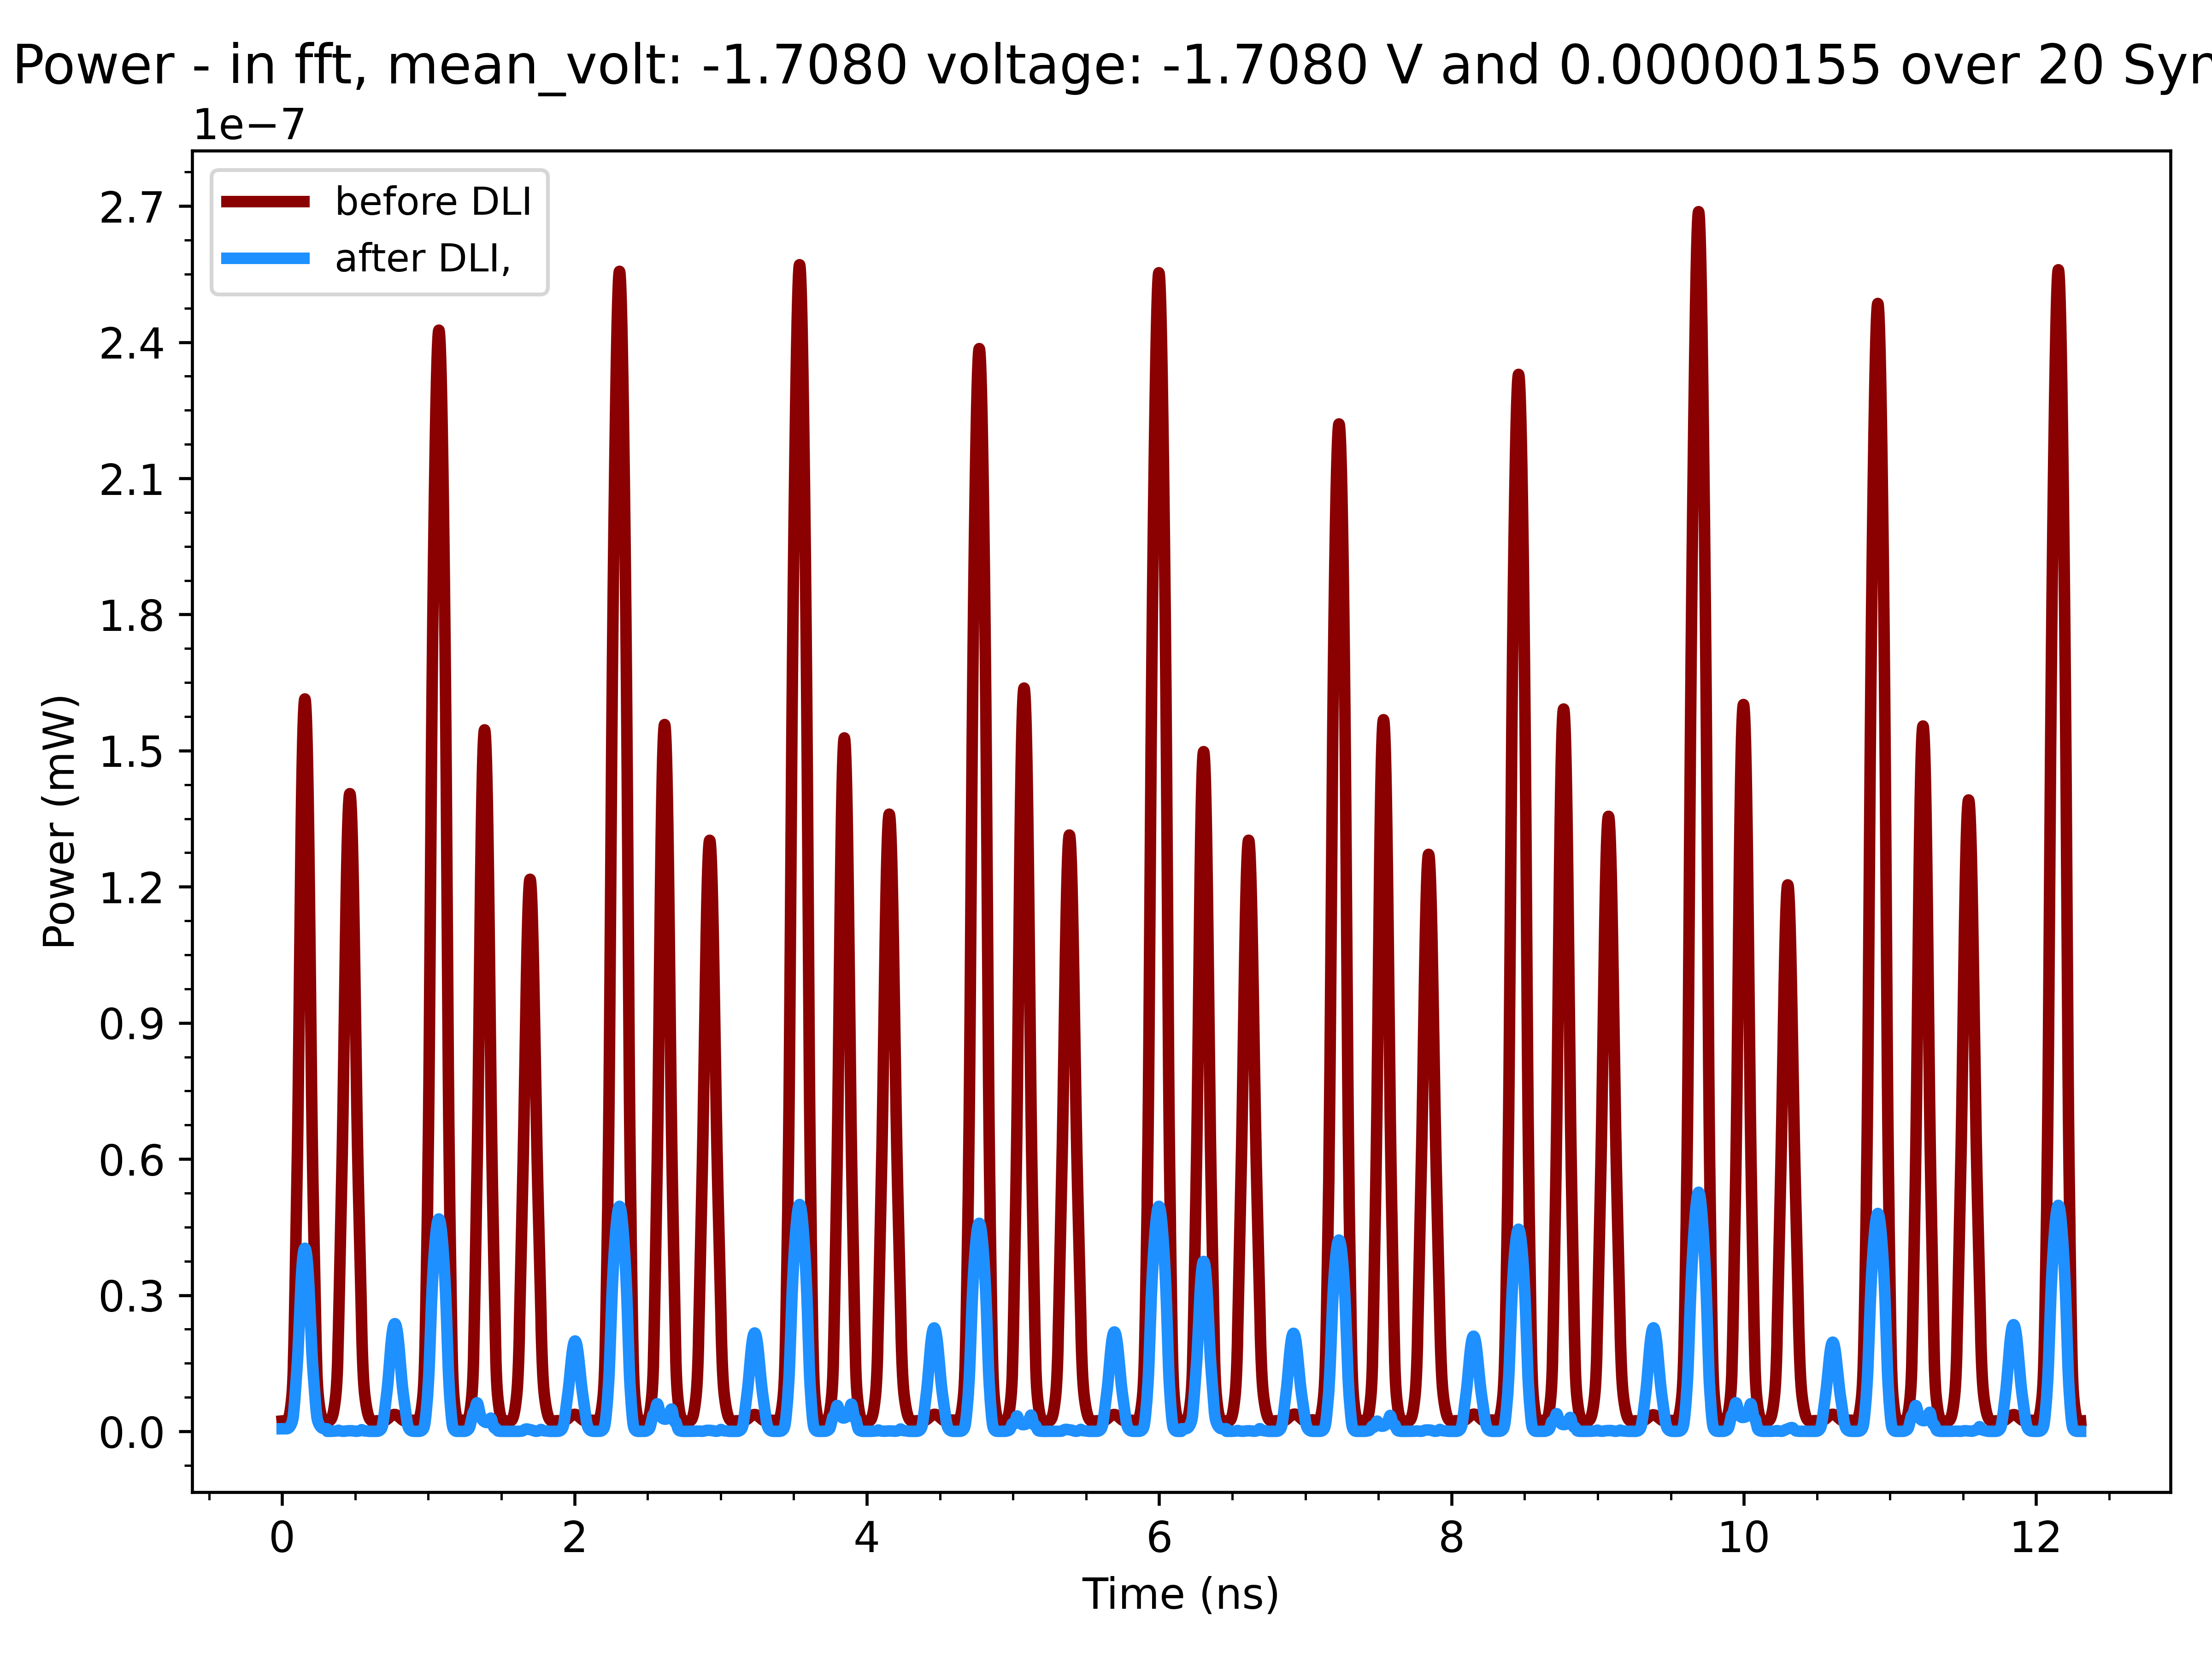 Power - in fft, mean_volt: -1.7080 voltage: -1.7080 V and 0.00000155 over 20 Sym
1e−7
before DLI
after DLI,
2.7
2.4
2.1
1.8
1.5
1.2
0.9
0.6
0.3
0.0
Power (mW)
0 2 4 6 8 10 12
Time (ns)